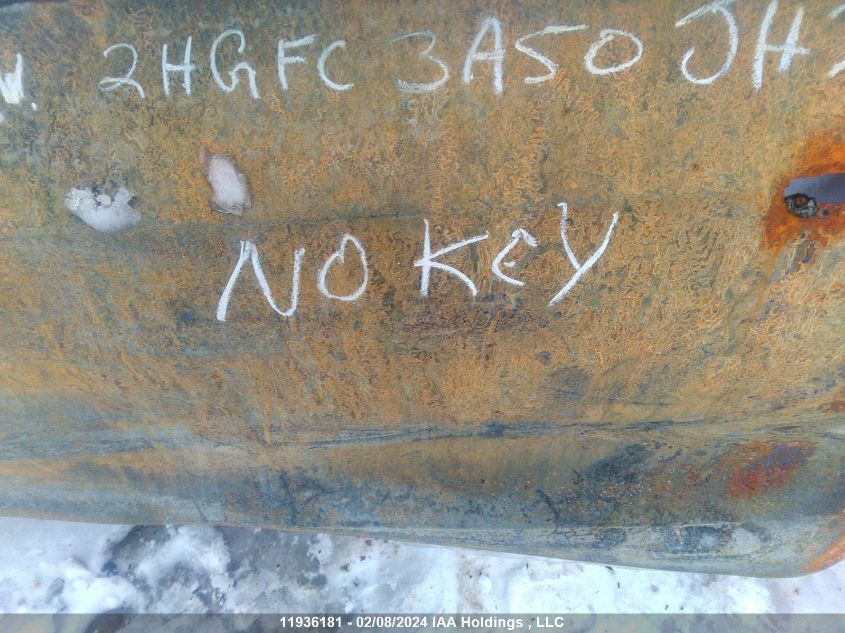 N. 2HGFC3A50JH
NO KEY
11936181 - 02/08/2024 IAA Holdings , LLC